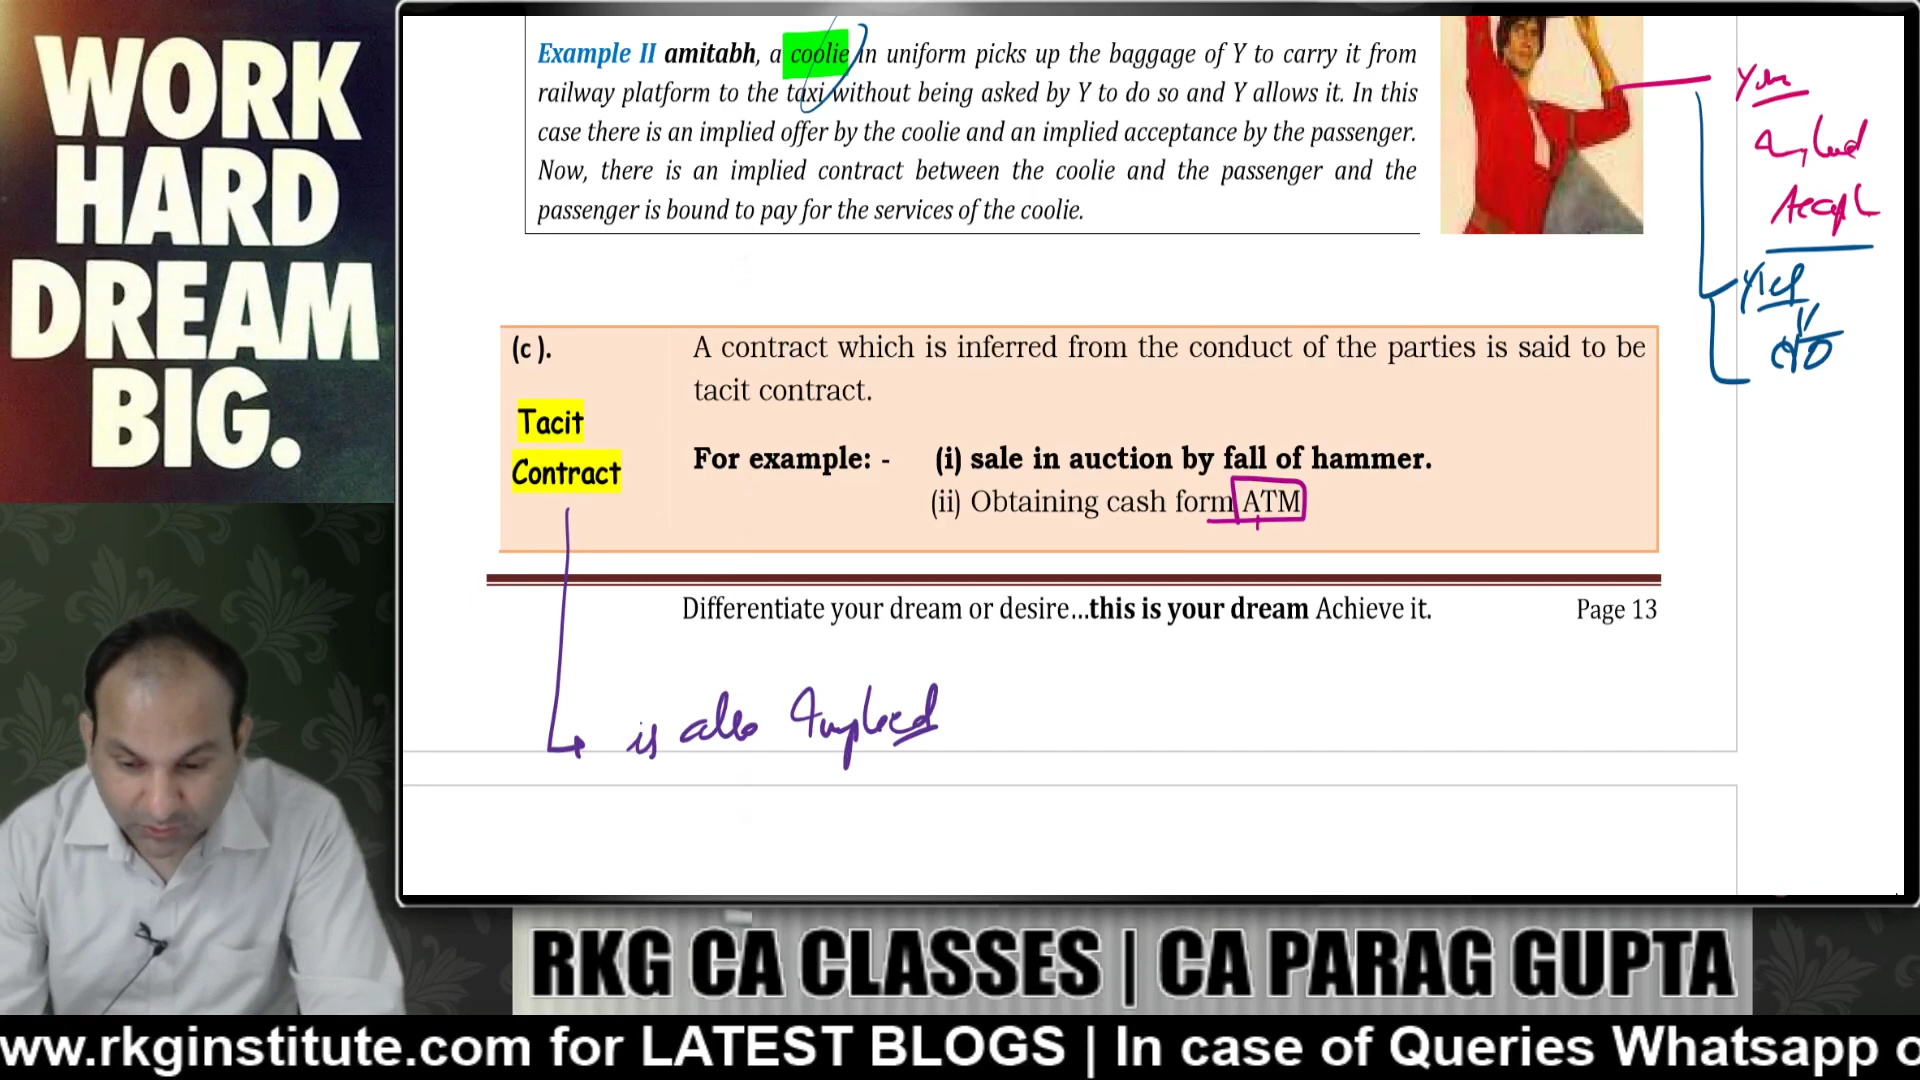 WORK
HARD
DREAM
BIG.
Example II amitabh, a coolie in uniform picks up the baggage of Y to carry it from
railway platform to the taxi without being asked by Y to do so and Y allows it. In this
case there is an implied offer by the coolie and an implied acceptance by the passenger.
Now, there is an implied contract between the coolie and the passenger and the
passenger is bound to pay for the services of the coolie.
(c ).
Tacit
Contract
A contract which is inferred from the conduct of the parties is said to be
tacit contract.
For example: - (i) sale in auction by fall of hammer.
(ii) Obtaining cash form ATM
Differentiate your dream or desire...this is your dream Achieve it. Page 13
is also Implied
RKG CA CLASSES | CA PARAG GUPTA
www.rkginstitute.com for LATEST BLOGS | In case of Queries Whatsapp o